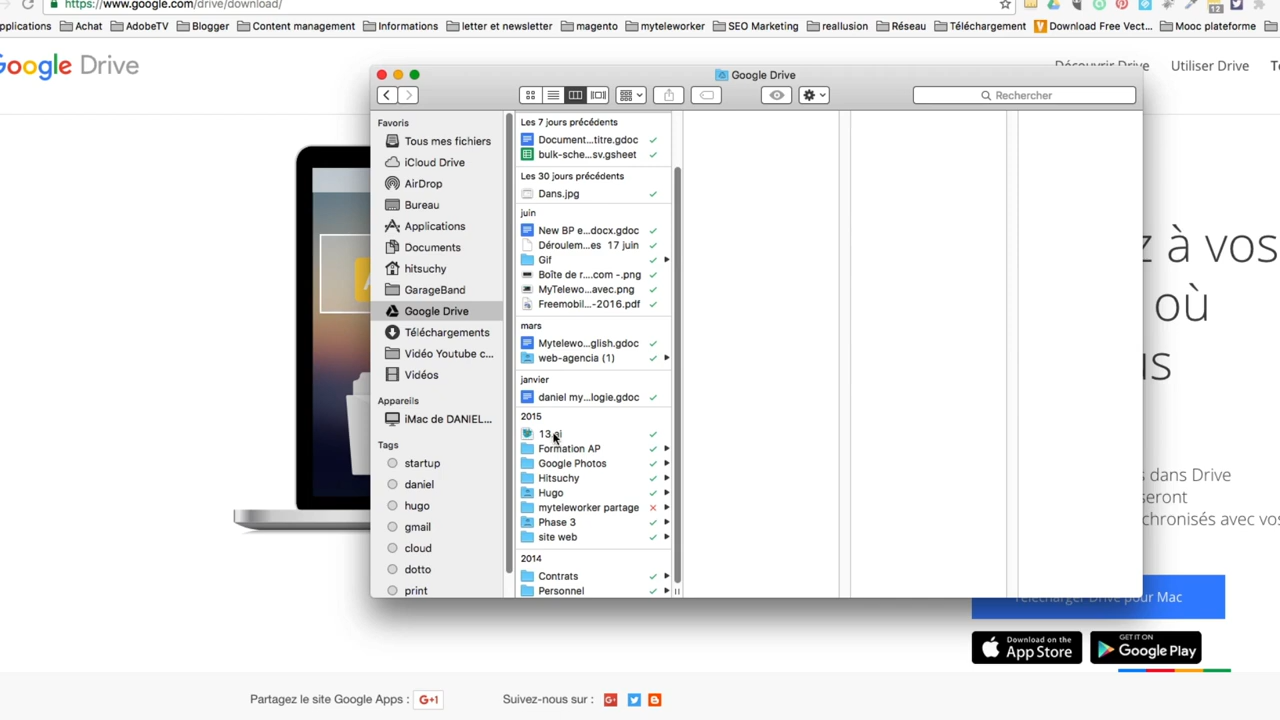 https://www.google.com/drive/download/
pplications
Achat
AdobeTV
Blogger
Content management
Informations
letter et newsletter
magento
myteleworker
SEO Marketing
reallusion
Réseau
Téléchargement
Download Free Vect...
Mooc plateforme
oogle Drive
Découvrir Drive
Utiliser Drive
Google Drive
Rechercher
Favoris
Tous mes fichiers
iCloud Drive
AirDrop
Bureau
Applications
Documents
hitsuchy
GarageBand
Google Drive
Téléchargements
Vidéo Youtube c...
Vidéos
Appareils
iMac de DANIEL...
Tags
startup
daniel
hugo
gmail
cloud
dotto
print
Les 7 jours précédents
Document...titre.gdoc
bulk-sche...sv.gsheet
Les 30 jours précédents
Dans.jpg
juin
New BP e...docx.gdoc
Déroulem...es 17 juin
Gif
Boîte de r....com -.png
MyTelewo...avec.png
Freemobil...-2016.pdf
mars
Mytelewo...glish.gdoc
web-agencia (1)
janvier
daniel my...logie.gdoc
2015
13.ai
Formation AP
Google Photos
Hitsuchy
Hugo
myteleworker partage
Phase 3
site web
2014
Contrats
Personnel
z à vos
où
us
s dans Drive
seront
chronisés avec vos
Télécharger Drive pour Mac
Download on the
App Store
GET IT ON
Google Play
Partagez le site Google Apps :
G+1
Suivez-nous sur :